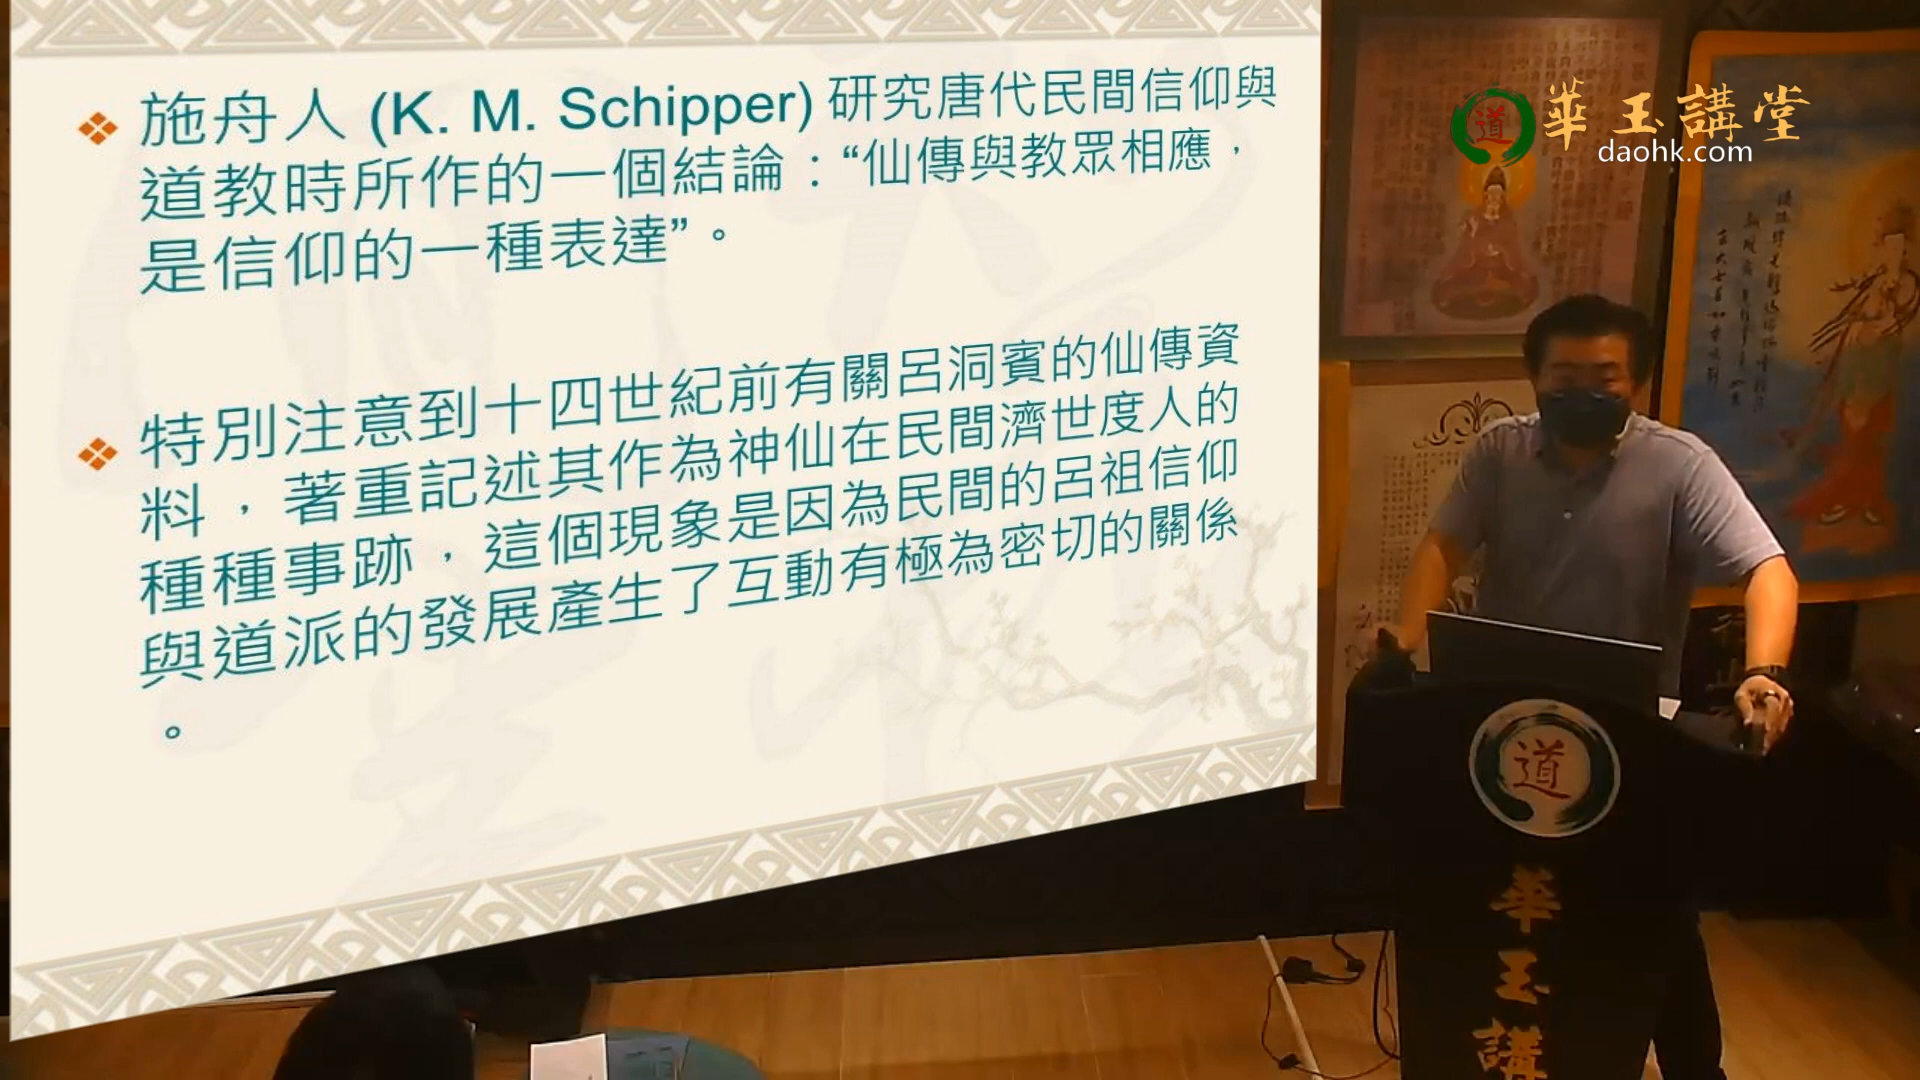 施舟人 (K. M. Schipper) 研究唐代民間信仰與
道教時所作的一個結論：“仙傳與教眾相應，
是信仰的一種表達”。
特別注意到十四世紀前有關呂洞賓的仙傳資
料，著重記述其作為神仙在民間濟世度人的
種種事跡，這個現象是因為民間的呂祖信仰
與道派的發展產生了互動有極為密切的關係
。
道 華玉講堂
daohk.com
道
華玉講